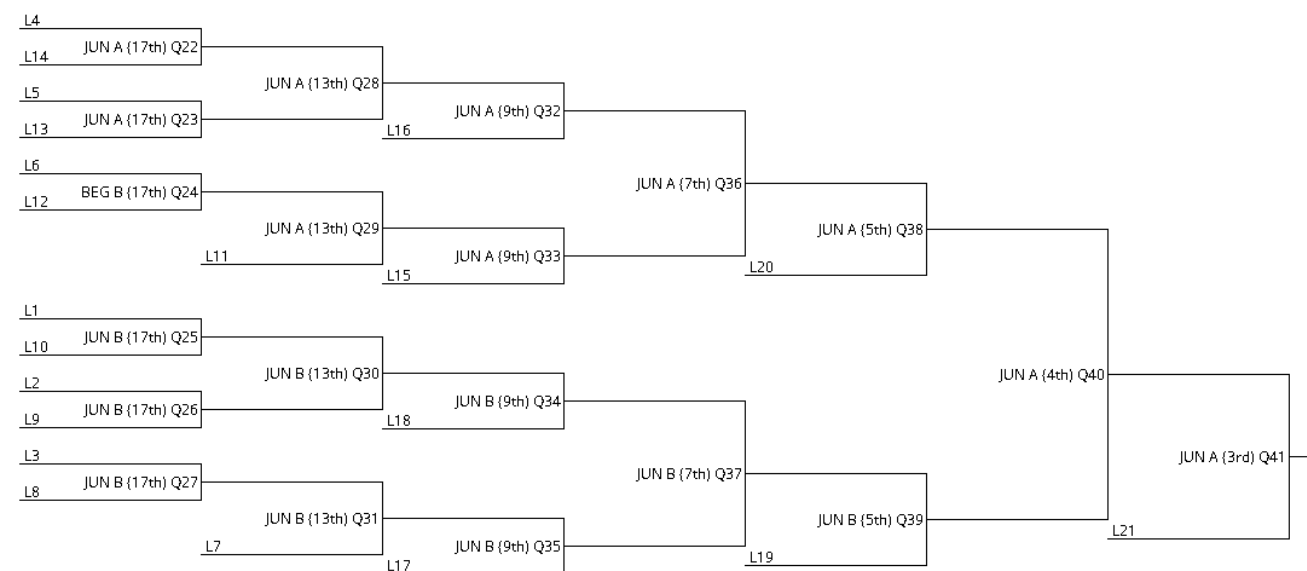 L4
JUN A (17th) Q22
L14
JUN A (13th) Q28
L5
JUN A (17th) Q23
L13
JUN A (9th) Q32
L16
L6
BEG B (17th) Q24
L12
JUN A (7th) Q36
JUN A (13th) Q29
L11
JUN A (9th) Q33
L15
JUN A (5th) Q38
L20
L1
JUN B (17th) Q25
L10
JUN B (13th) Q30
L2
JUN B (17th) Q26
L9
JUN B (9th) Q34
L18
JUN A (4th) Q40
L3
JUN B (17th) Q27
L8
JUN B (7th) Q37
JUN A (3rd) Q41
JUN B (13th) Q31
L7
JUN B (9th) Q35
L17
JUN B (5th) Q39
L19
L21